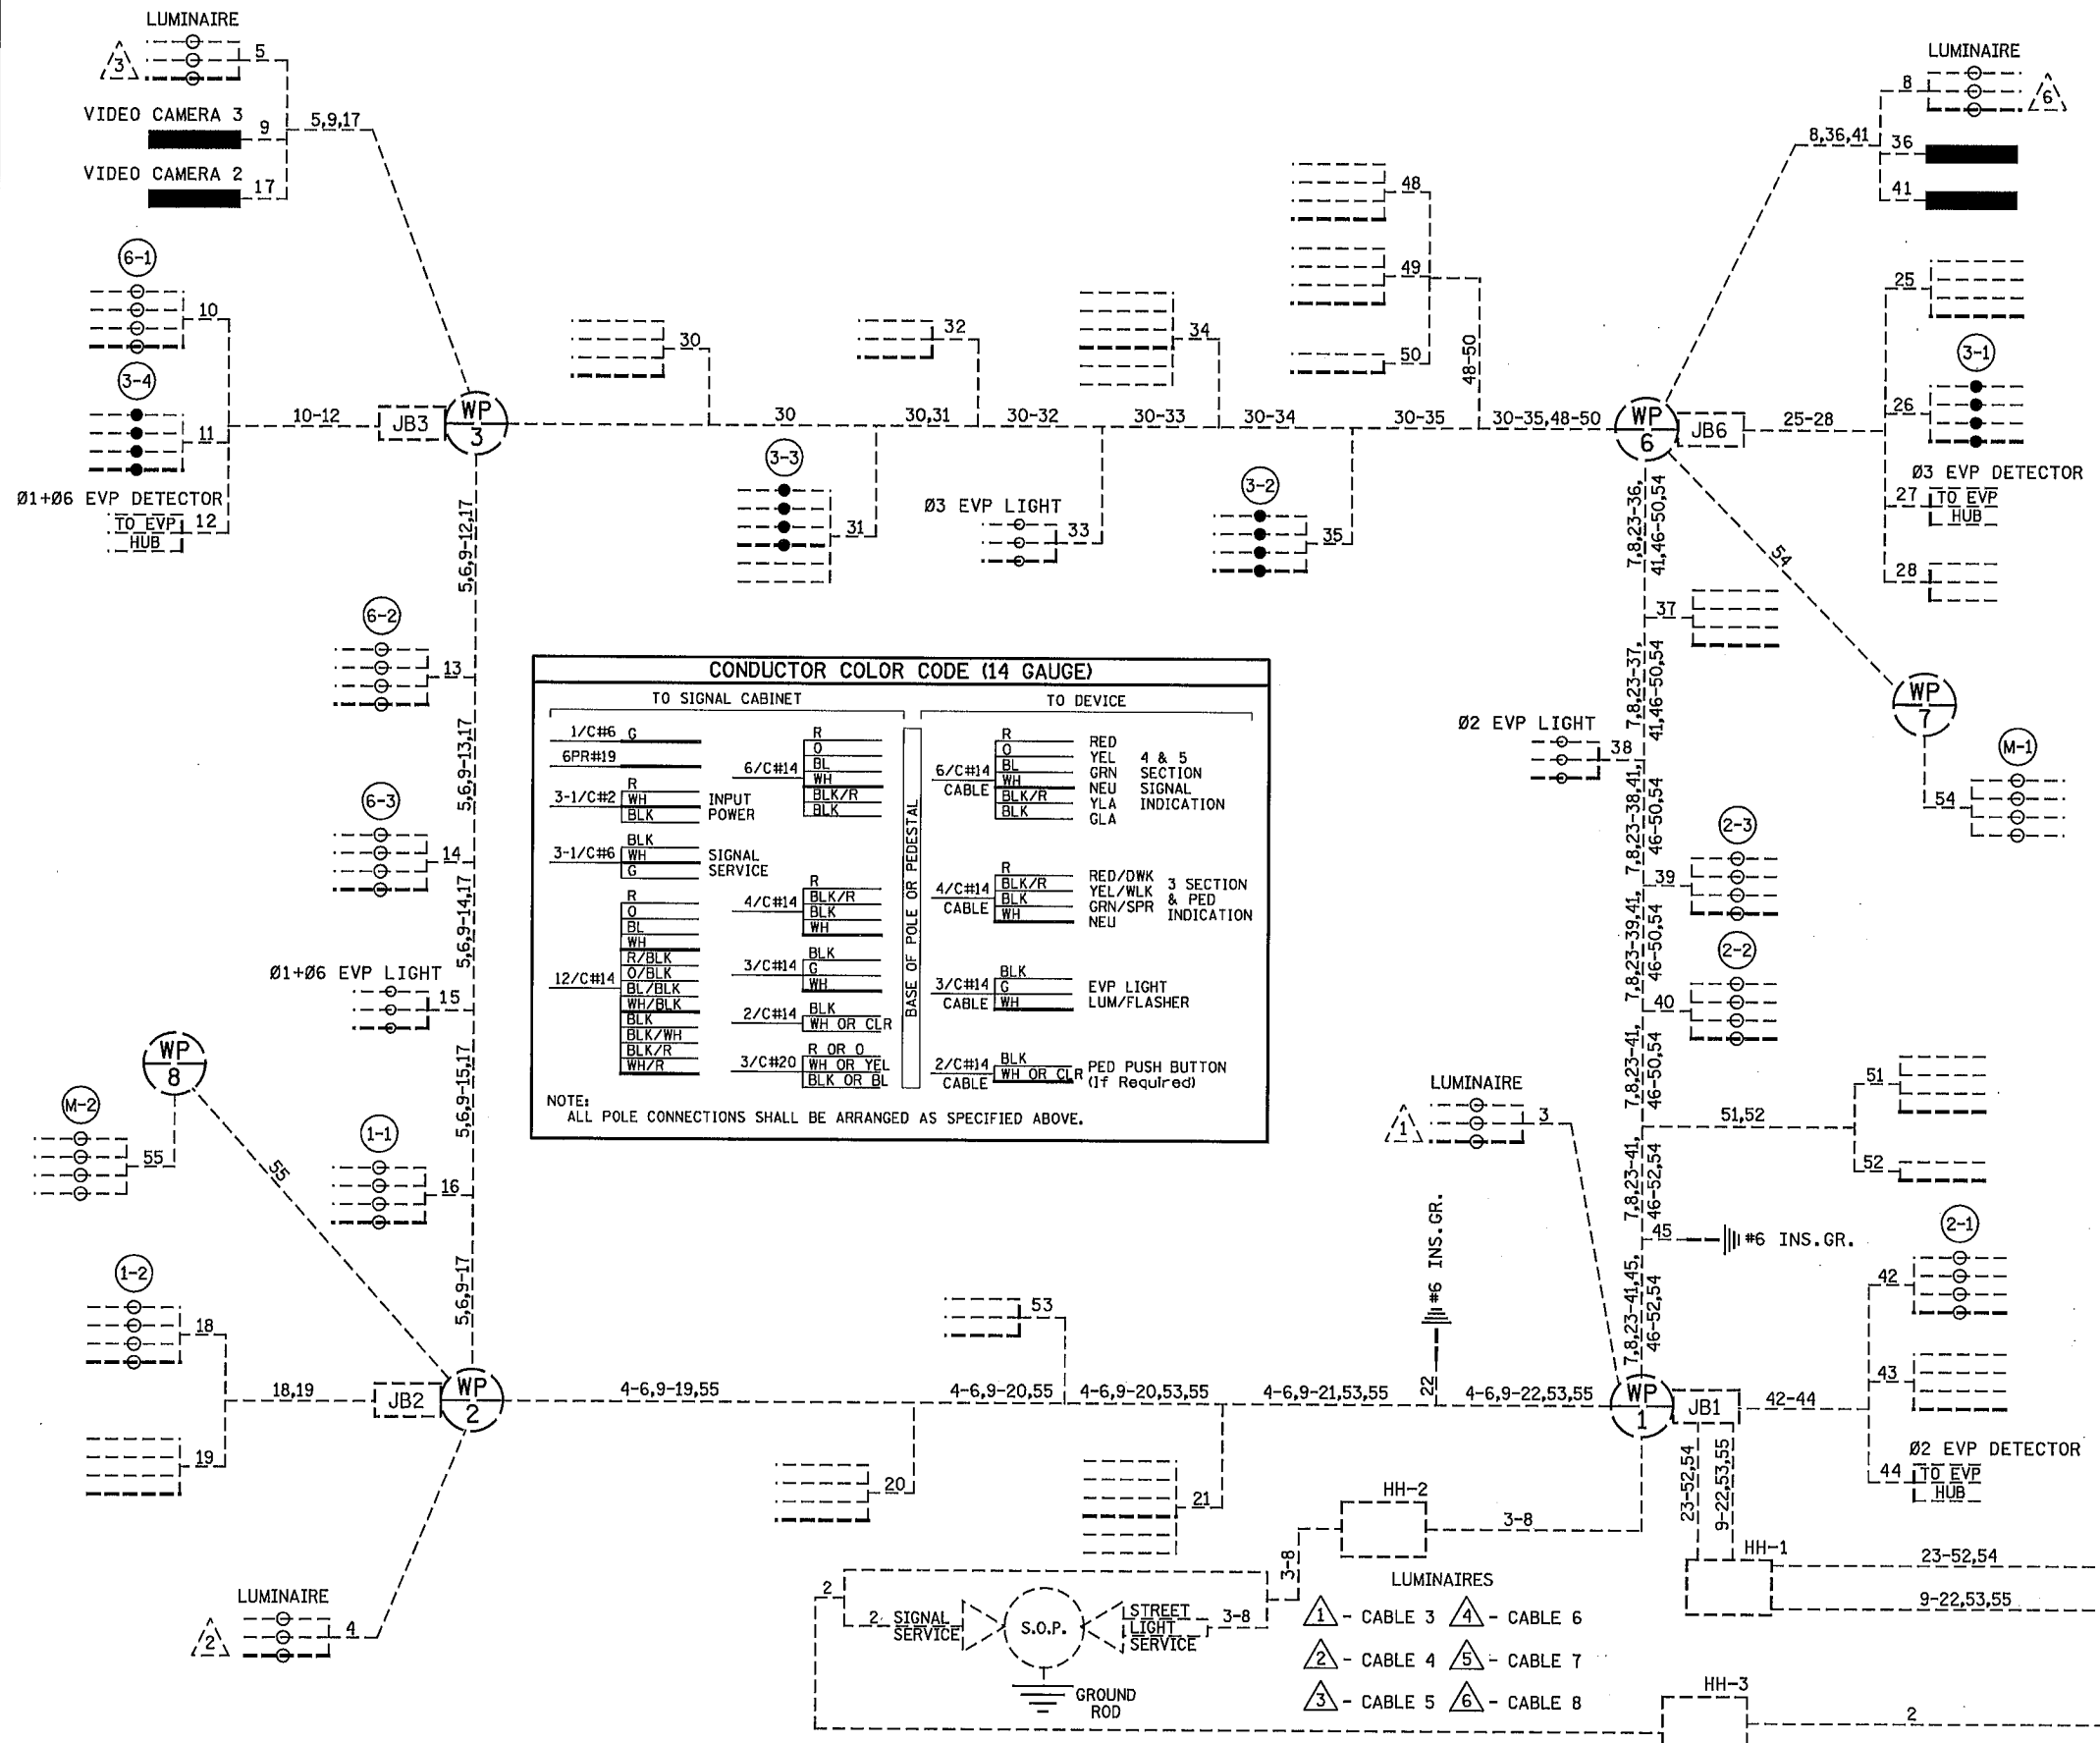 LUMINAIRE
3
5
VIDEO CAMERA 3
9
5,9,17
VIDEO CAMERA 2
17
LUMINAIRE
8
6
8,36,41
36
41
6-1
10
3-4
11
10-12
Ø1+Ø6 EVP DETECTOR
TO EVP
HUB
12
JB3
WP
3
30
30
3-3
31
30,31
32
30-32
Ø3 EVP LIGHT
33
30-33
34
30-34
3-2
35
30-35
48
49
50
48-50
30-35,48-50
WP
6
JB6
25-28
25
3-1
26
Ø3 EVP DETECTOR
27
TO EVP
HUB
28
5,6,9-12,17
6-2
13
5,6,9-13,17
6-3
14
5,6,9-14,17
Ø1+Ø6 EVP LIGHT
15
5,6,9-15,17
WP
8
M-2
55
55
1-1
16
5,6,9-17
7,8,23-36,
41,46-50,54
37
7,8,23-37,
41,46-50,54
54
WP
7
M-1
54
Ø2 EVP LIGHT
38
7,8,23-38,41,
46-50,54
2-3
39
7,8,23-39,41,
46-50,54
2-2
40
7,8,23-41,
46-50,54
51,52
51
52
7,8,23-41,
46-52,54
45
#6 INS.GR.
7,8,23-41,45,
46-52,54
CONDUCTOR COLOR CODE (14 GAUGE)
TO SIGNAL CABINET
TO DEVICE
1/C#6 G
6PR#19
3-1/C#2
R
WH
BLK
INPUT
POWER
3-1/C#6
BLK
WH
G
SIGNAL
SERVICE
12/C#14
R
O
BL
WH
R/BLK
O/BLK
BL/BLK
WH/BLK
BLK
BLK/WH
BLK/R
WH/R
6/C#14
R
O
BL
WH
BLK/R
BLK
4/C#14
R
BLK/R
BLK
WH
3/C#14
BLK
G
WH
2/C#14
BLK
WH OR CLR
3/C#20
R OR O
WH OR YEL
BLK OR BL
BASE OF POLE OR PEDESTAL
6/C#14
CABLE
R
O
BL
WH
BLK/R
BLK
RED
YEL
GRN
NEU
YLA
GLA
4 & 5
SECTION
SIGNAL
INDICATION
4/C#14
CABLE
R
BLK/R
BLK
WH
RED/DWK
YEL/WLK
GRN/SPR
NEU
3 SECTION
& PED
INDICATION
3/C#14
CABLE
BLK
G
WH
EVP LIGHT
LUM/FLASHER
2/C#14
CABLE
BLK
WH OR CLR
PED PUSH BUTTON
(If Required)
NOTE:
ALL POLE CONNECTIONS SHALL BE ARRANGED AS SPECIFIED ABOVE.
LUMINAIRE
1
3
#6 INS.GR.
22
1-2
18
18,19
19
JB2
WP
2
4-6,9-19,55
20
4-6,9-20,55
53
4-6,9-20,53,55
21
4-6,9-21,53,55
4-6,9-22,53,55
WP
1
JB1
42-44
2-1
42
43
Ø2 EVP DETECTOR
44
TO EVP
HUB
23-52,54
9-22,53,55
HH-1
23-52,54
9-22,53,55
HH-2
3-8
3-8
LUMINAIRE
2
4
2
2
SIGNAL
SERVICE
S.O.P.
STREET
LIGHT
SERVICE
3-8
GROUND
ROD
LUMINAIRES
1 - CABLE 3 4 - CABLE 6
2 - CABLE 4 5 - CABLE 7
3 - CABLE 5 6 - CABLE 8
HH-3
2